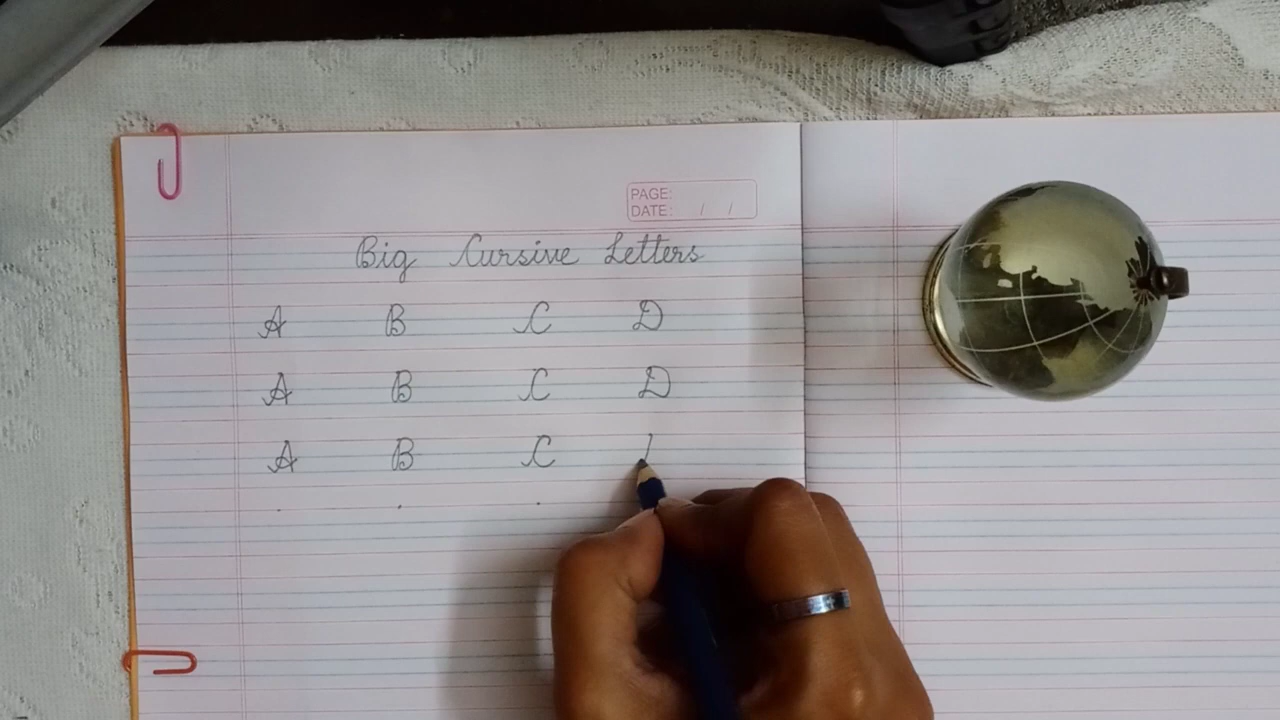 PAGE:
DATE: / /
Big Cursive Letters
A B C D
A B C D
A B C